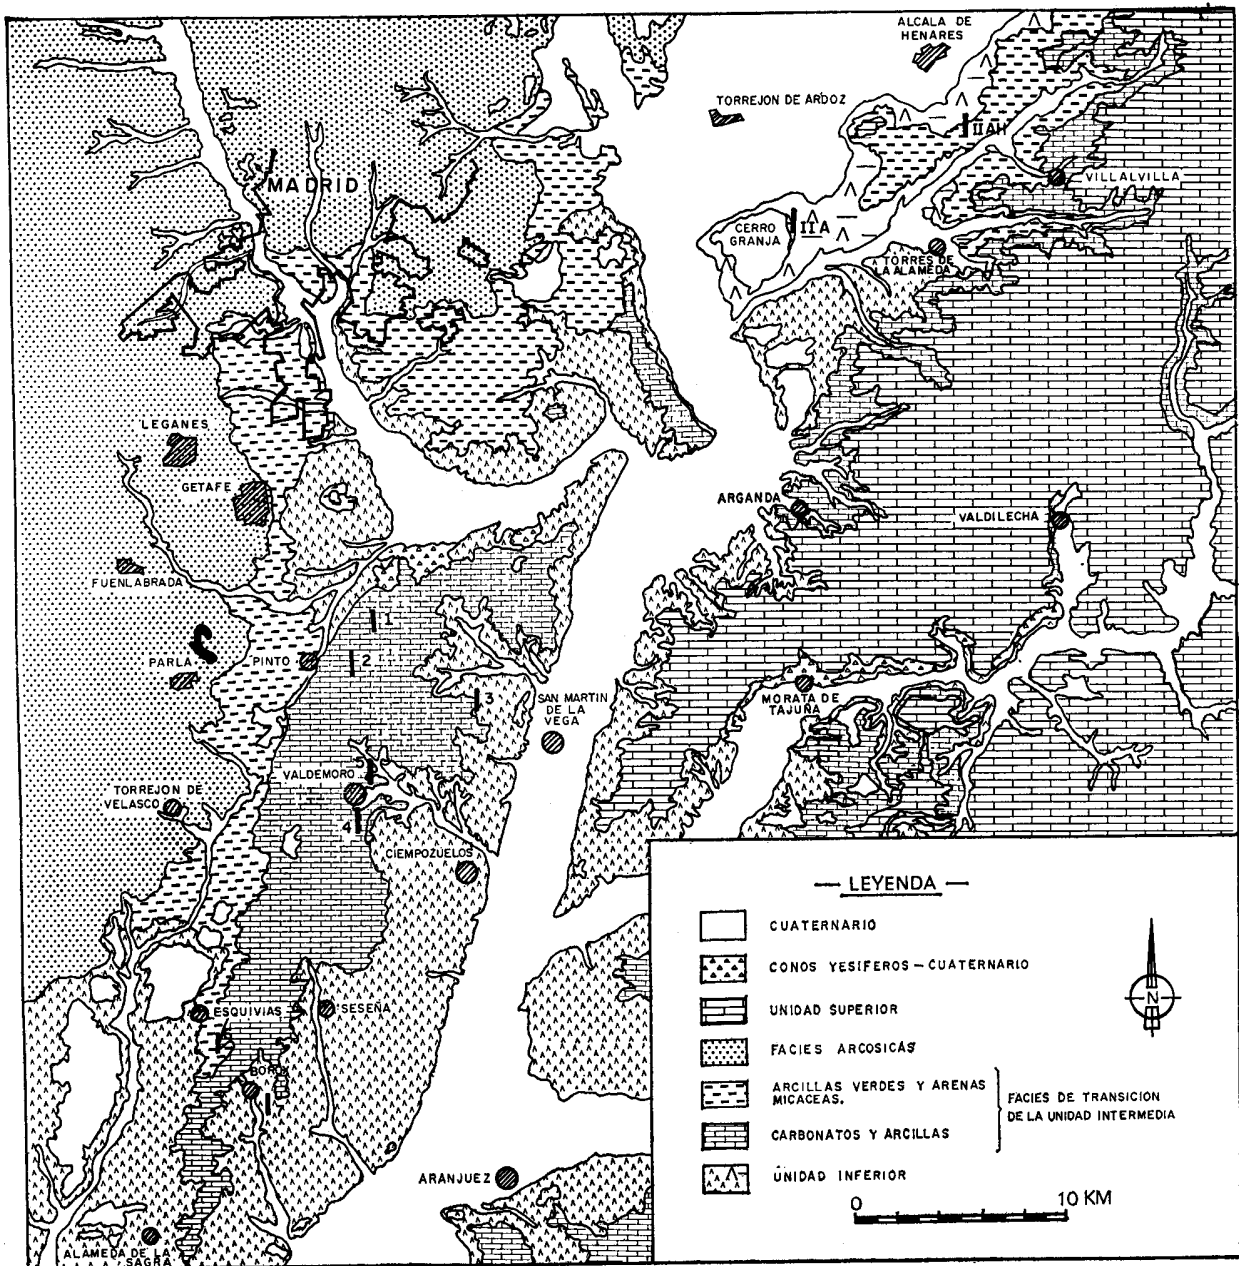 ALCALA DE
HENARES
TORREJON DE ARDOZ
II AH
MADRID
VILLALVILLA
CERRO
GRANJA
II A
TORRES DE
LA ALAMEDA
LEGANES
GETAFE
ARGANDA
VALDILECHA
FUENLABRADA
1
PARLA
PINTO
2
3
SAN MARTIN
DE LA
VEGA
MORATA DE
TAJUÑA
5
VALDEMORO
TORREJON DE
VELASCO
4
CIEMPOZUELOS
ESQUIVIAS
SESEÑA
BOROX
ARANJUEZ
ALAMEDA DE LA
SAGRA
— LEYENDA —
CUATERNARIO
CONOS YESIFEROS-CUATERNARIO
UNIDAD SUPERIOR
FACIES ARCOSICAS
ARCILLAS VERDES Y ARENAS
MICACEAS.
CARBONATOS Y ARCILLAS
FACIES DE TRANSICION
DE LA UNIDAD INTERMEDIA
UNIDAD INFERIOR
N
0 10 KM